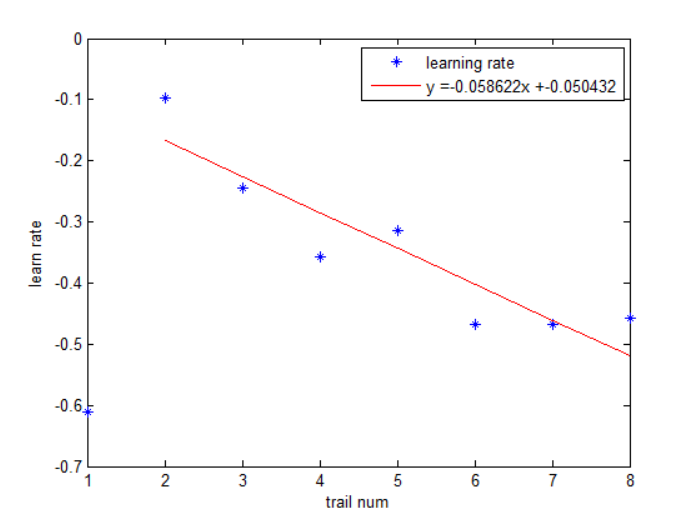 learning rate
y =-0.058622x +-0.050432
0
-0.1
-0.2
-0.3
-0.4
-0.5
-0.6
-0.7
learn rate
1 2 3 4 5 6 7 8
trail num